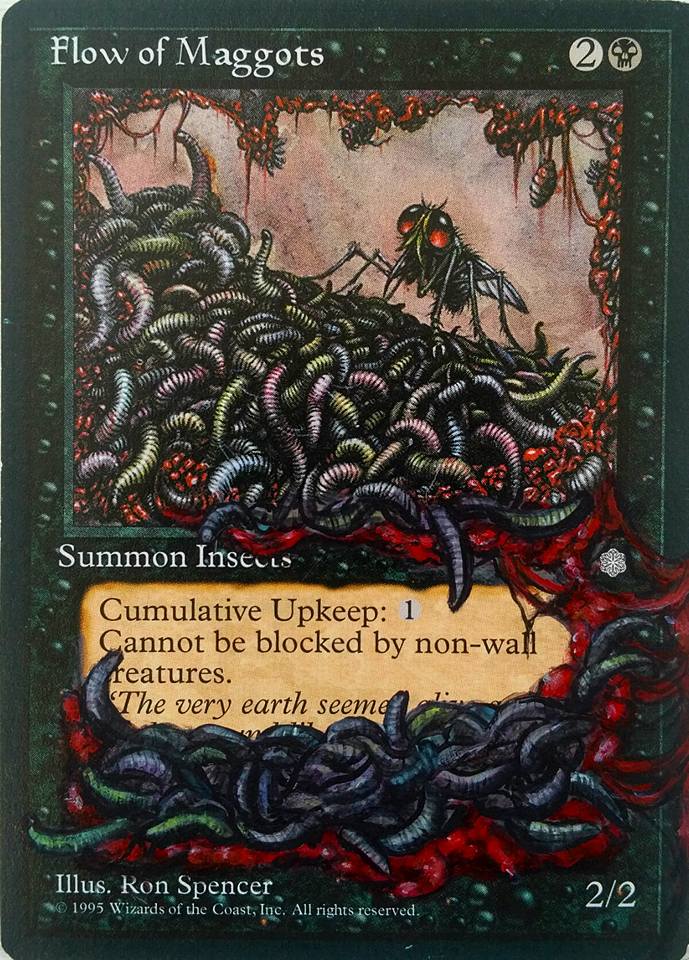 Flow of Maggots
2
Summon Insects
Cumulative Upkeep: 1
Cannot be blocked by non-wall
reatures.
"The very earth seeme
Illus. Ron Spencer
2/2
© 1995 Wizards of the Coast, Inc. All rights reserved.